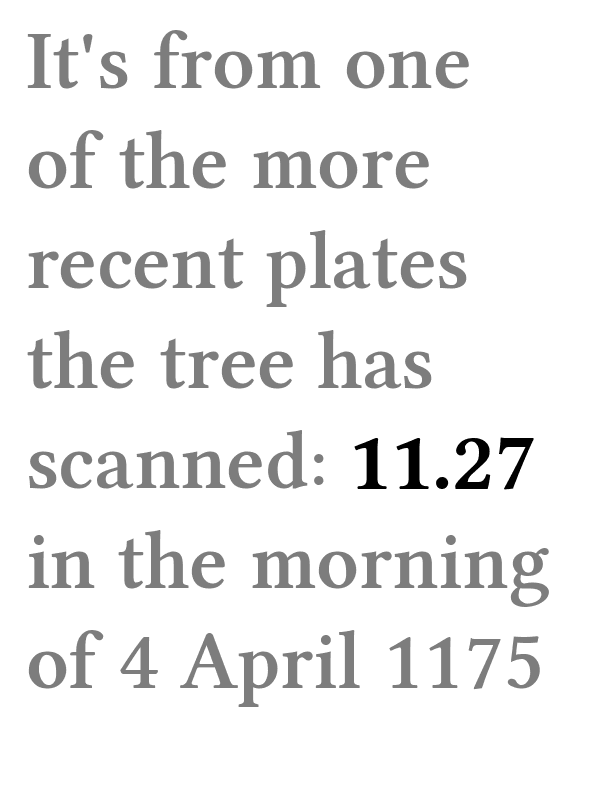 It's from one
of the more
recent plates
the tree has
scanned: 11.27
in the morning
of 4 April 1175